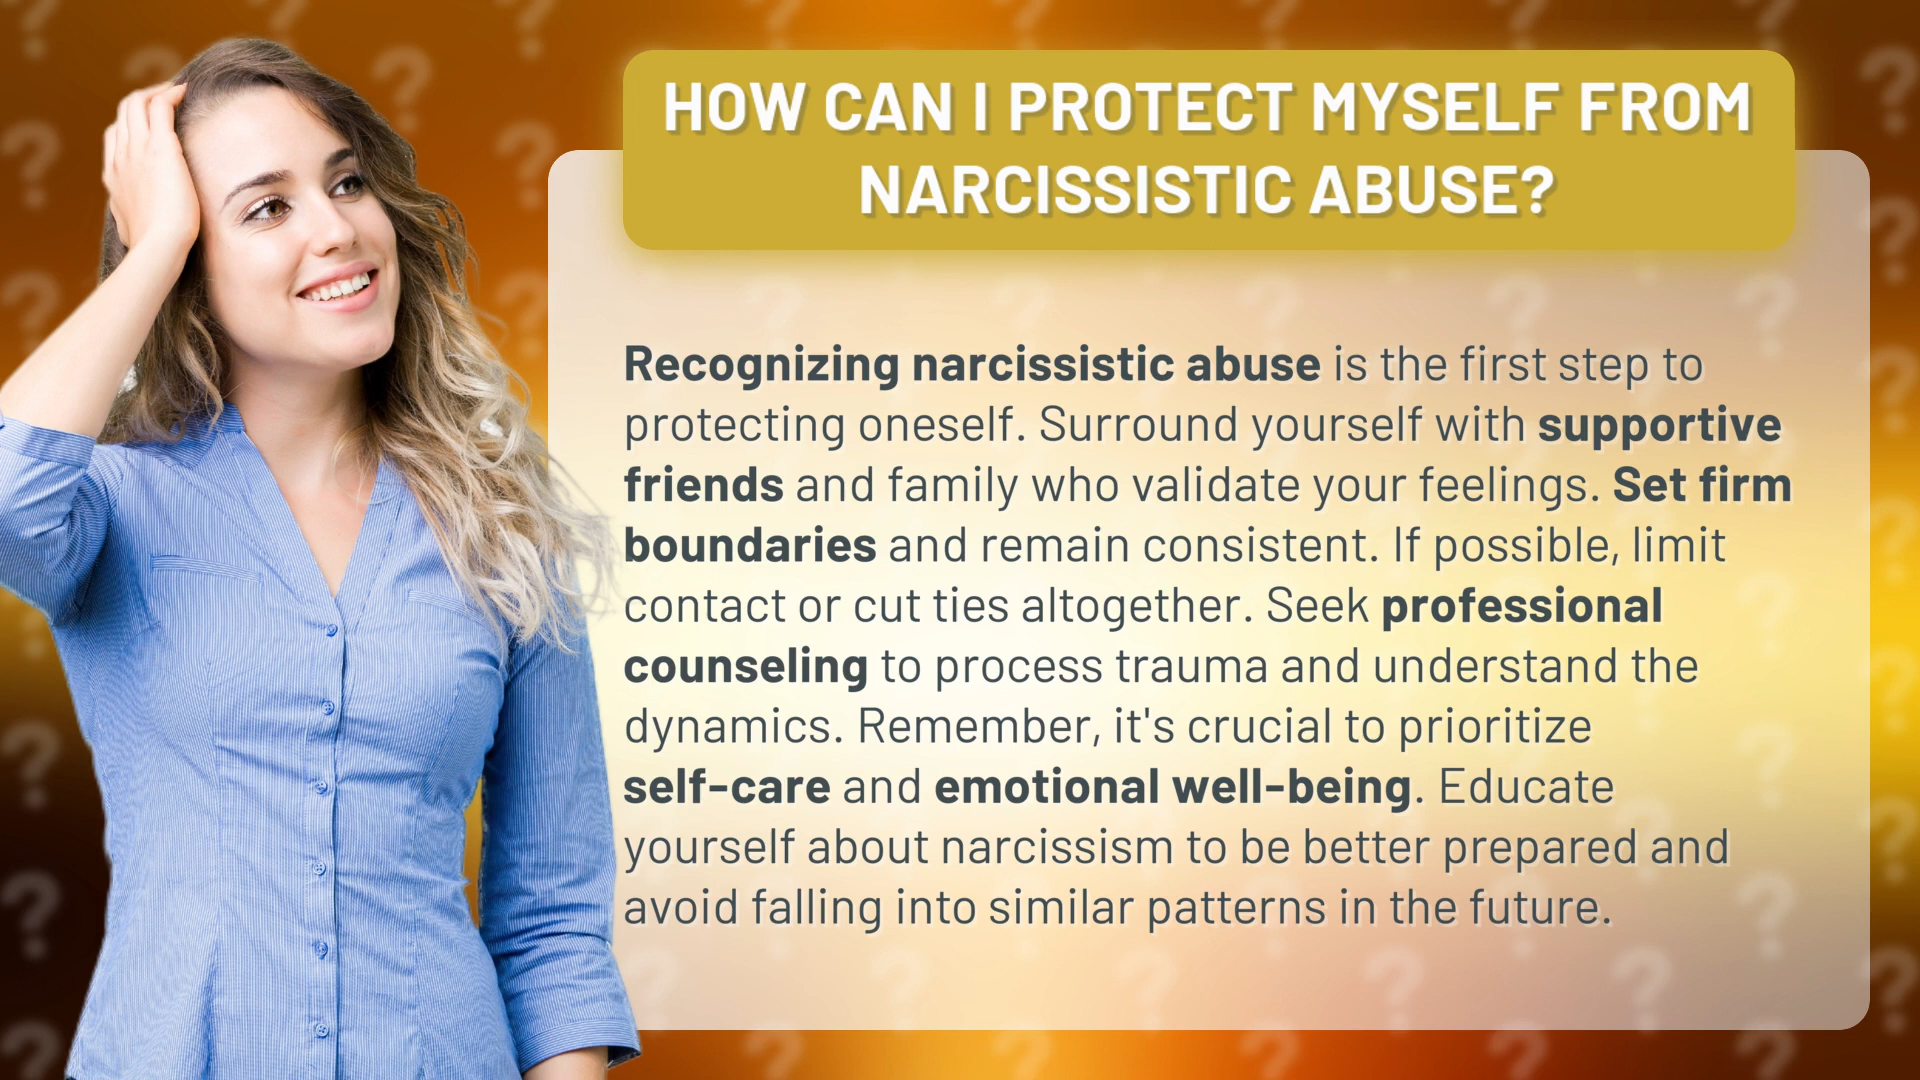 HOW CAN I PROTECT MYSELF FROM
NARCISSISTIC ABUSE?
Recognizing narcissistic abuse is the first step to
protecting oneself. Surround yourself with supportive
friends and family who validate your feelings. Set firm
boundaries and remain consistent. If possible, limit
contact or cut ties altogether. Seek professional
counseling to process trauma and understand the
dynamics. Remember, it's crucial to prioritize
self-care and emotional well-being. Educate
yourself about narcissism to be better prepared and
avoid falling into similar patterns in the future.